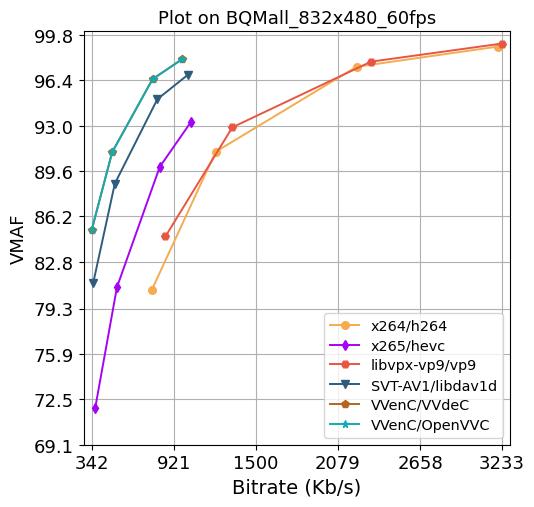 Plot on BQMall_832x480_60fps
99.8
96.4
93.0
89.6
86.2
82.8
79.3
75.9
72.5
69.1
VMAF
x264/h264
x265/hevc
libvpx-vp9/vp9
SVT-AV1/libdav1d
VVenC/VVdeC
VVenC/OpenVVC
342 921 1500 2079 2658 3233
Bitrate (Kb/s)